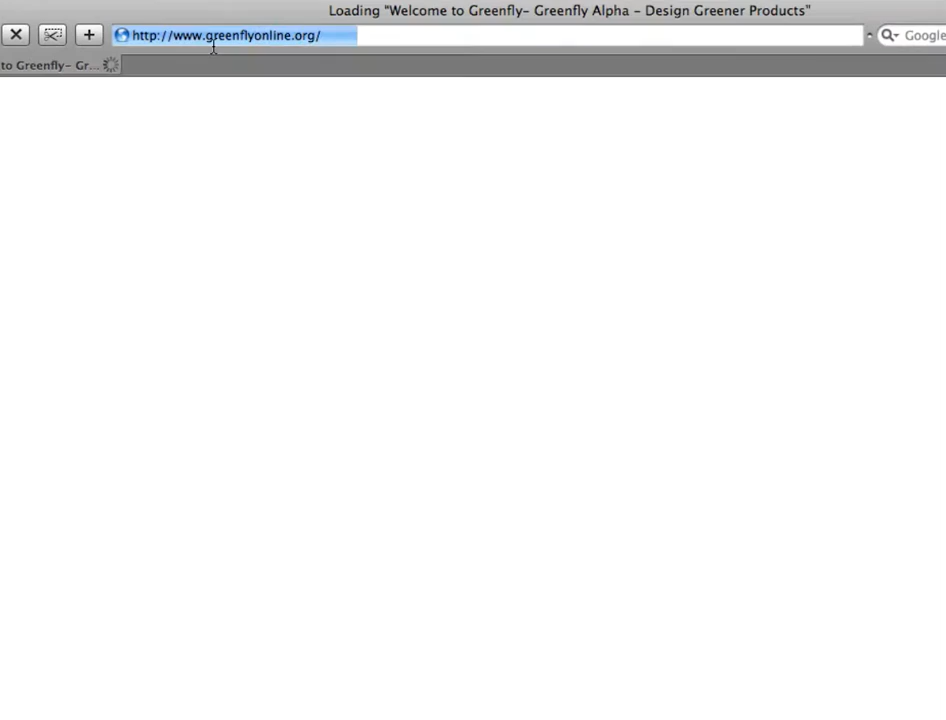 Loading "Welcome to Greenfly- Greenfly Alpha - Design Greener Products"
http://www.greenflyonline.org/
Google
to Greenfly- Gr...